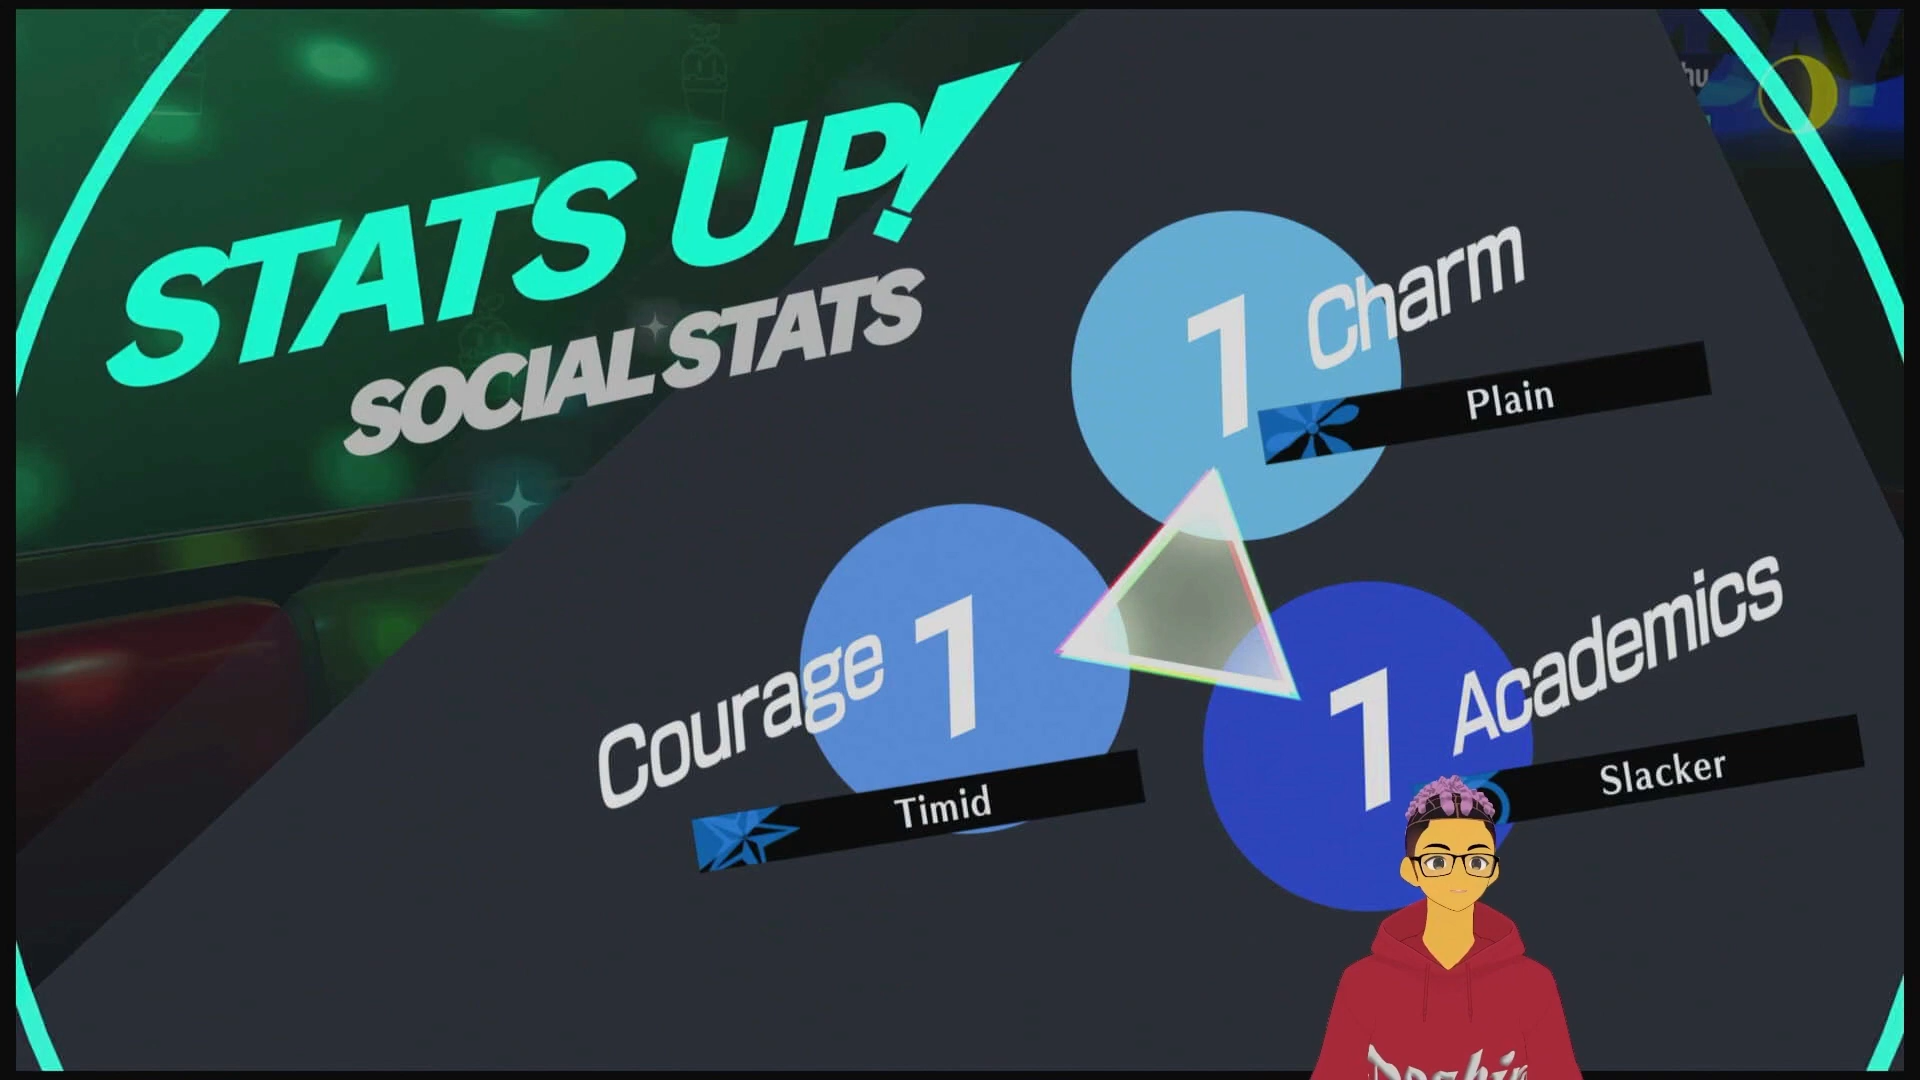 STATS UP!
SOCIAL STATS
1 Charm
Plain
Courage 1
Timid
1 Academics
Slacker